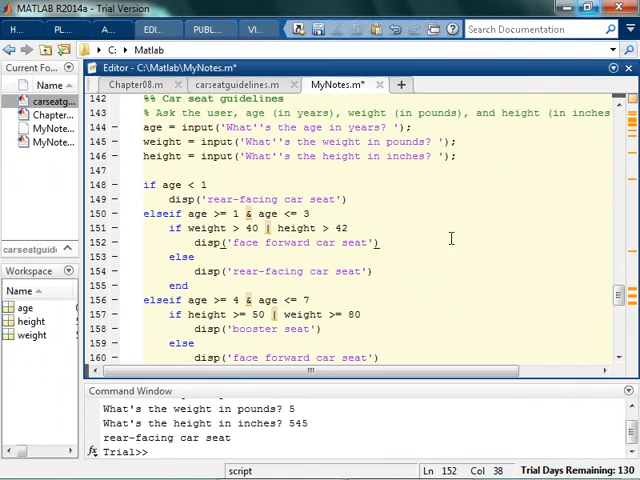 MATLAB R2014a - Trial Version
H... P... A... EDI... PUBL... VI...
Search Documentation
C: Matlab
Current Fo...
Name
carseatg...
Chapter...
MyNote...
MyNote...
carseatguidelin...
Workspace
Name
age
height
weight
Editor - C:\Matlab\MyNotes.m*
Chapter08.m carseatguidelines.m MyNotes.m* +
142 %% Car seat guidelines
143 % Ask the user, age (in years), weight (in pounds), and height (in inches
144 age = input('What''s the age in years? ');
145 weight = input('What''s the weight in pounds? ');
146 height = input('What''s the height in inches? ');
147
148 if age < 1
149 disp('rear-facing car seat')
150 elseif age >= 1 & age <= 3
151 if weight > 40 | height > 42
152 disp('face forward car seat')
153 else
154 disp('rear-facing car seat')
155 end
156 elseif age >= 4 & age <= 7
157 if height >= 50 | weight >= 80
158 disp('booster seat')
159 else
160 disp('face forward car seat')
Command Window
What's the weight in pounds? 5
What's the height in inches? 545
rear-facing car seat
fx Trial>>
script Ln 152 Col 38 Trial Days Remaining: 130